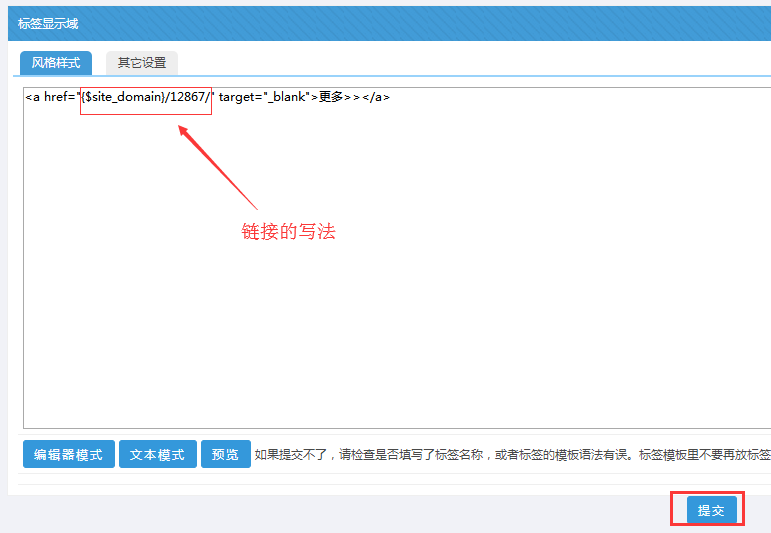 标签显示域
风格样式 其它设置
<a href="{$site_domain}/12867/" target="_blank">更多>></a>
链接的写法
编辑器模式 文本模式 预览 如果提交不了，请检查是否填写了标签名称，或者标签的模板语法有误。标签模板里不要再放标签
提交